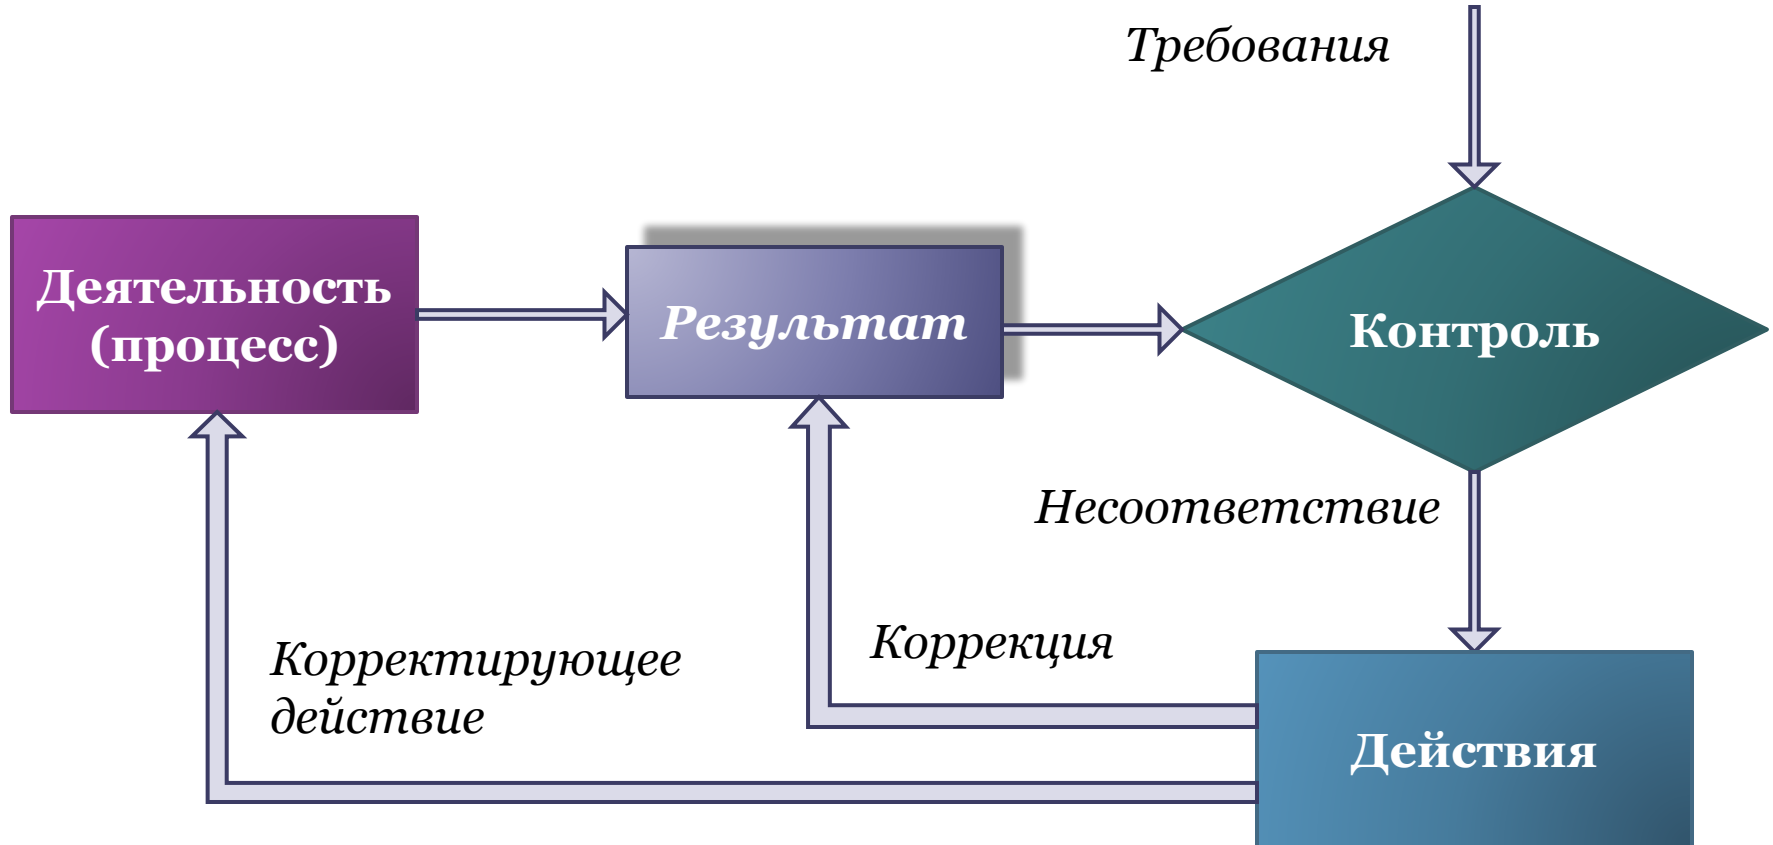 Требования
Деятельность
(процесс)
Результат
Контроль
Несоответствие
Корректирующее
действие
Коррекция
Действия